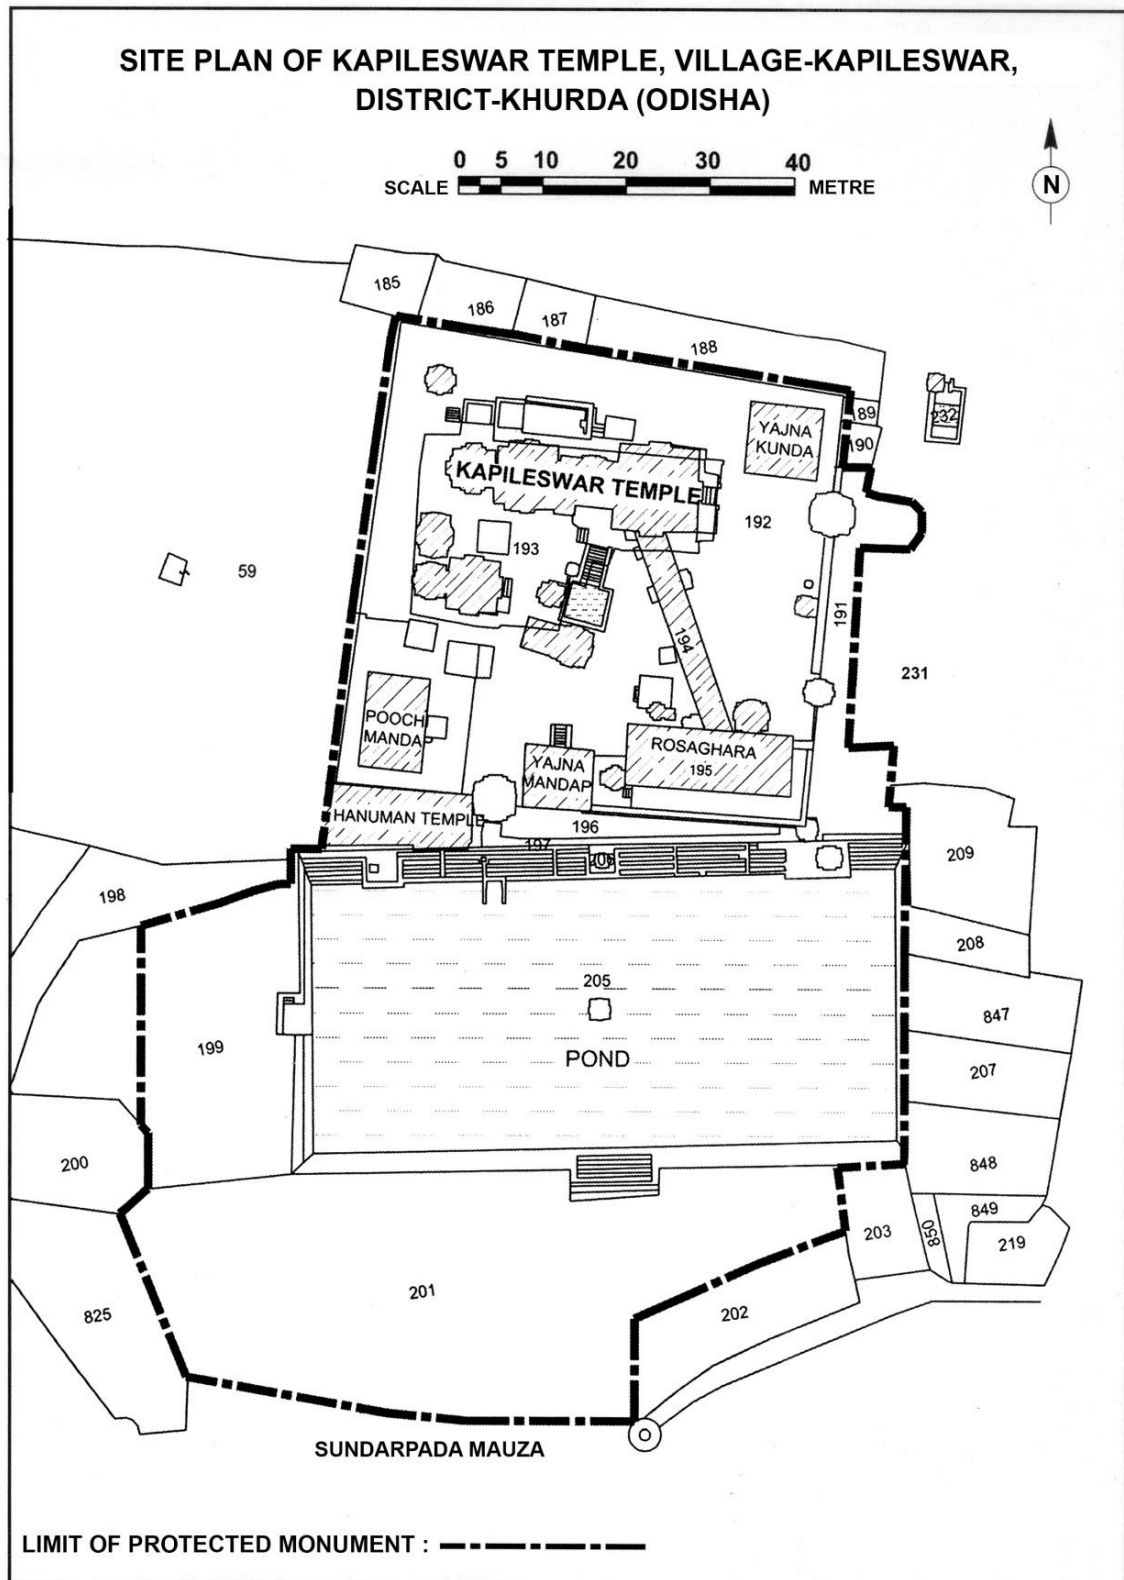 SITE PLAN OF KAPILESWAR TEMPLE, VILLAGE-KAPILESWAR,
DISTRICT-KHURDA (ODISHA)
0 5 10 20 30 40
SCALE METRE
N
185
186
187
188
89
190
232
YAJNA
KUNDA
KAPILESWAR TEMPLE
192
193
59
191
194
231
POOCH
MANDA
ROSAGHARA
195
YAJNA
MANDAP
HANUMAN TEMPLE
196
197
206
209
198
208
205
847
199
POND
207
200
848
849
203
850
219
201
202
825
SUNDARPADA MAUZA
LIMIT OF PROTECTED MONUMENT :